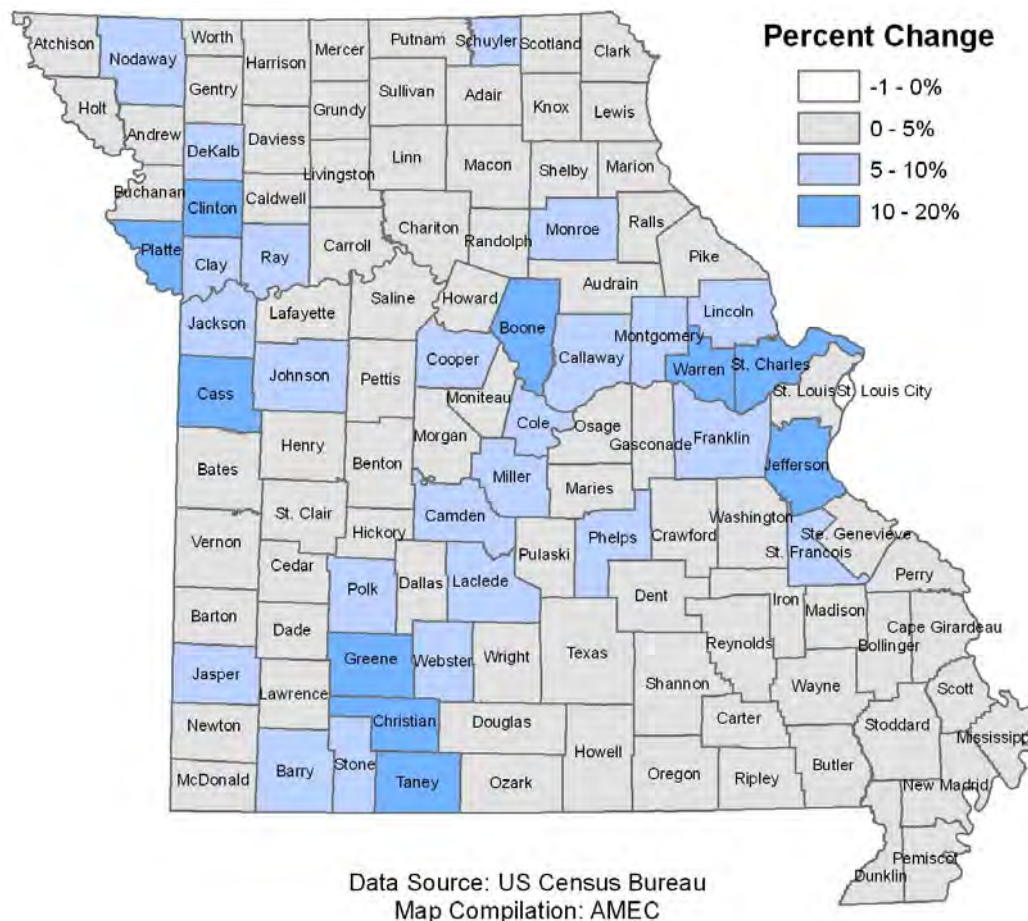 Percent Change
-1 - 0%
0 - 5%
5 - 10%
10 - 20%
Atchison
Nodaway
Worth
Harrison
Mercer
Putnam
Schuyler
Scotland
Clark
Holt
Gentry
Grundy
Sullivan
Adair
Knox
Lewis
Andrew
DeKalb
Daviess
Livingston
Linn
Macon
Shelby
Marion
Buchanan
Clinton
Caldwell
Carroll
Chariton
Randolph
Monroe
Ralls
Pike
Platte
Clay
Ray
Saline
Howard
Boone
Audrain
Jackson
Lafayette
Cooper
Callaway
Montgomery
Lincoln
Warren
St. Charles
St. Louis
St. Louis City
Cass
Johnson
Pettis
Moniteau
Cole
Osage
Gasconade
Franklin
Jefferson
Bates
Henry
Benton
Morgan
Miller
Maries
Vernon
St. Clair
Hickory
Camden
Pulaski
Phelps
Crawford
Washington
St. Francois
Ste. Genevieve
Perry
Barton
Cedar
Polk
Dallas
Laclede
Dent
Iron
Madison
Bollinger
Cape Girardeau
Jasper
Dade
Greene
Webster
Wright
Texas
Shannon
Reynolds
Wayne
Scott
Newton
Lawrence
Christian
Douglas
Howell
Carter
Stoddard
Mississippi
McDonald
Barry
Stone
Taney
Ozark
Oregon
Ripley
Butler
New Madrid
Dunklin
Pemiscot
Data Source: US Census Bureau
Map Compilation: AMEC